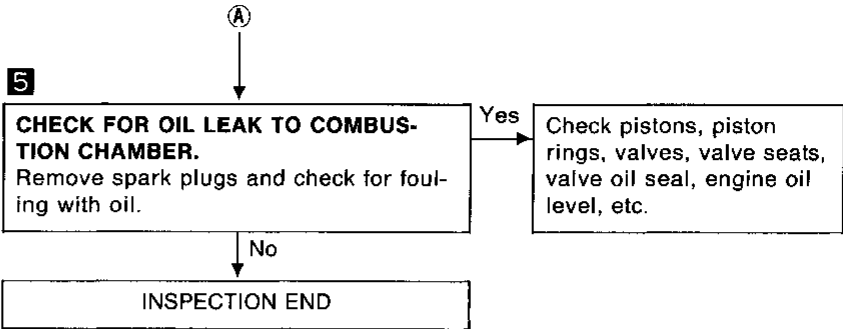 Ⓐ
5
CHECK FOR OIL LEAK TO COMBUS-
TION CHAMBER.
Remove spark plugs and check for foul-
ing with oil.
Yes
Check pistons, piston
rings, valves, valve seats,
valve oil seal, engine oil
level, etc.
No
INSPECTION END